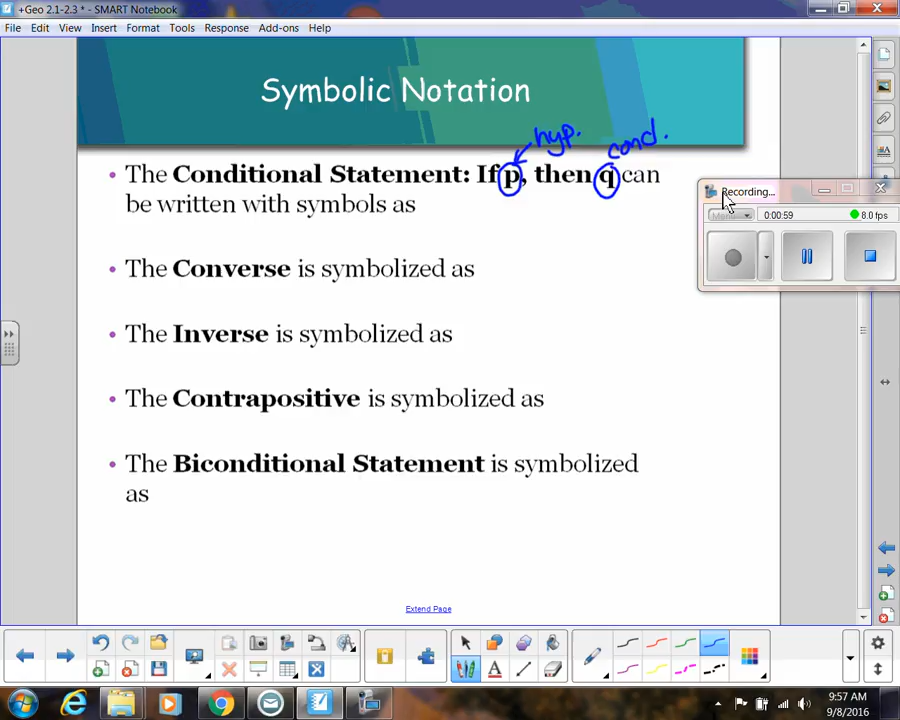 +Geo 2.1-2.3 * - SMART Notebook
File Edit View Insert Format Tools Response Add-ons Help
Symbolic Notation
hyp.
concl.
• The Conditional Statement: If p, then q can
be written with symbols as
Recording...
Menu
0:00:59
8.0 fps
• The Converse is symbolized as
• The Inverse is symbolized as
• The Contrapositive is symbolized as
• The Biconditional Statement is symbolized
as
Extend Page
9:57 AM
9/8/2016